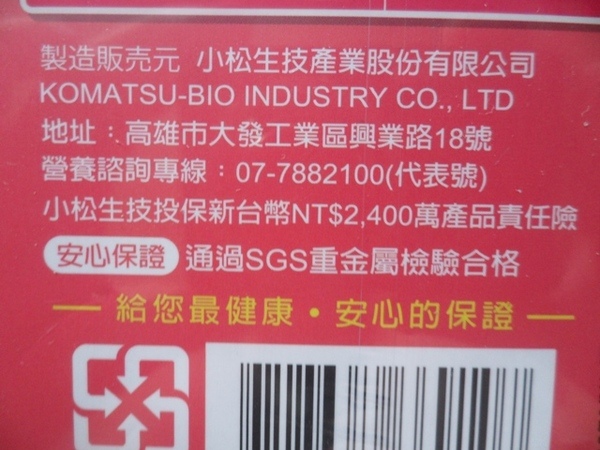 製造販売元 小松生技產業股份有限公司
KOMATSU-BIO INDUSTRY CO., LTD
地址：高雄市大發工業區興業路18號
營養諮詢專線：07-7882100(代表號)
小松生技投保新台幣NT$2,400萬產品責任險
安心保證 通過SGS重金屬檢驗合格
給您最健康・安心的保證